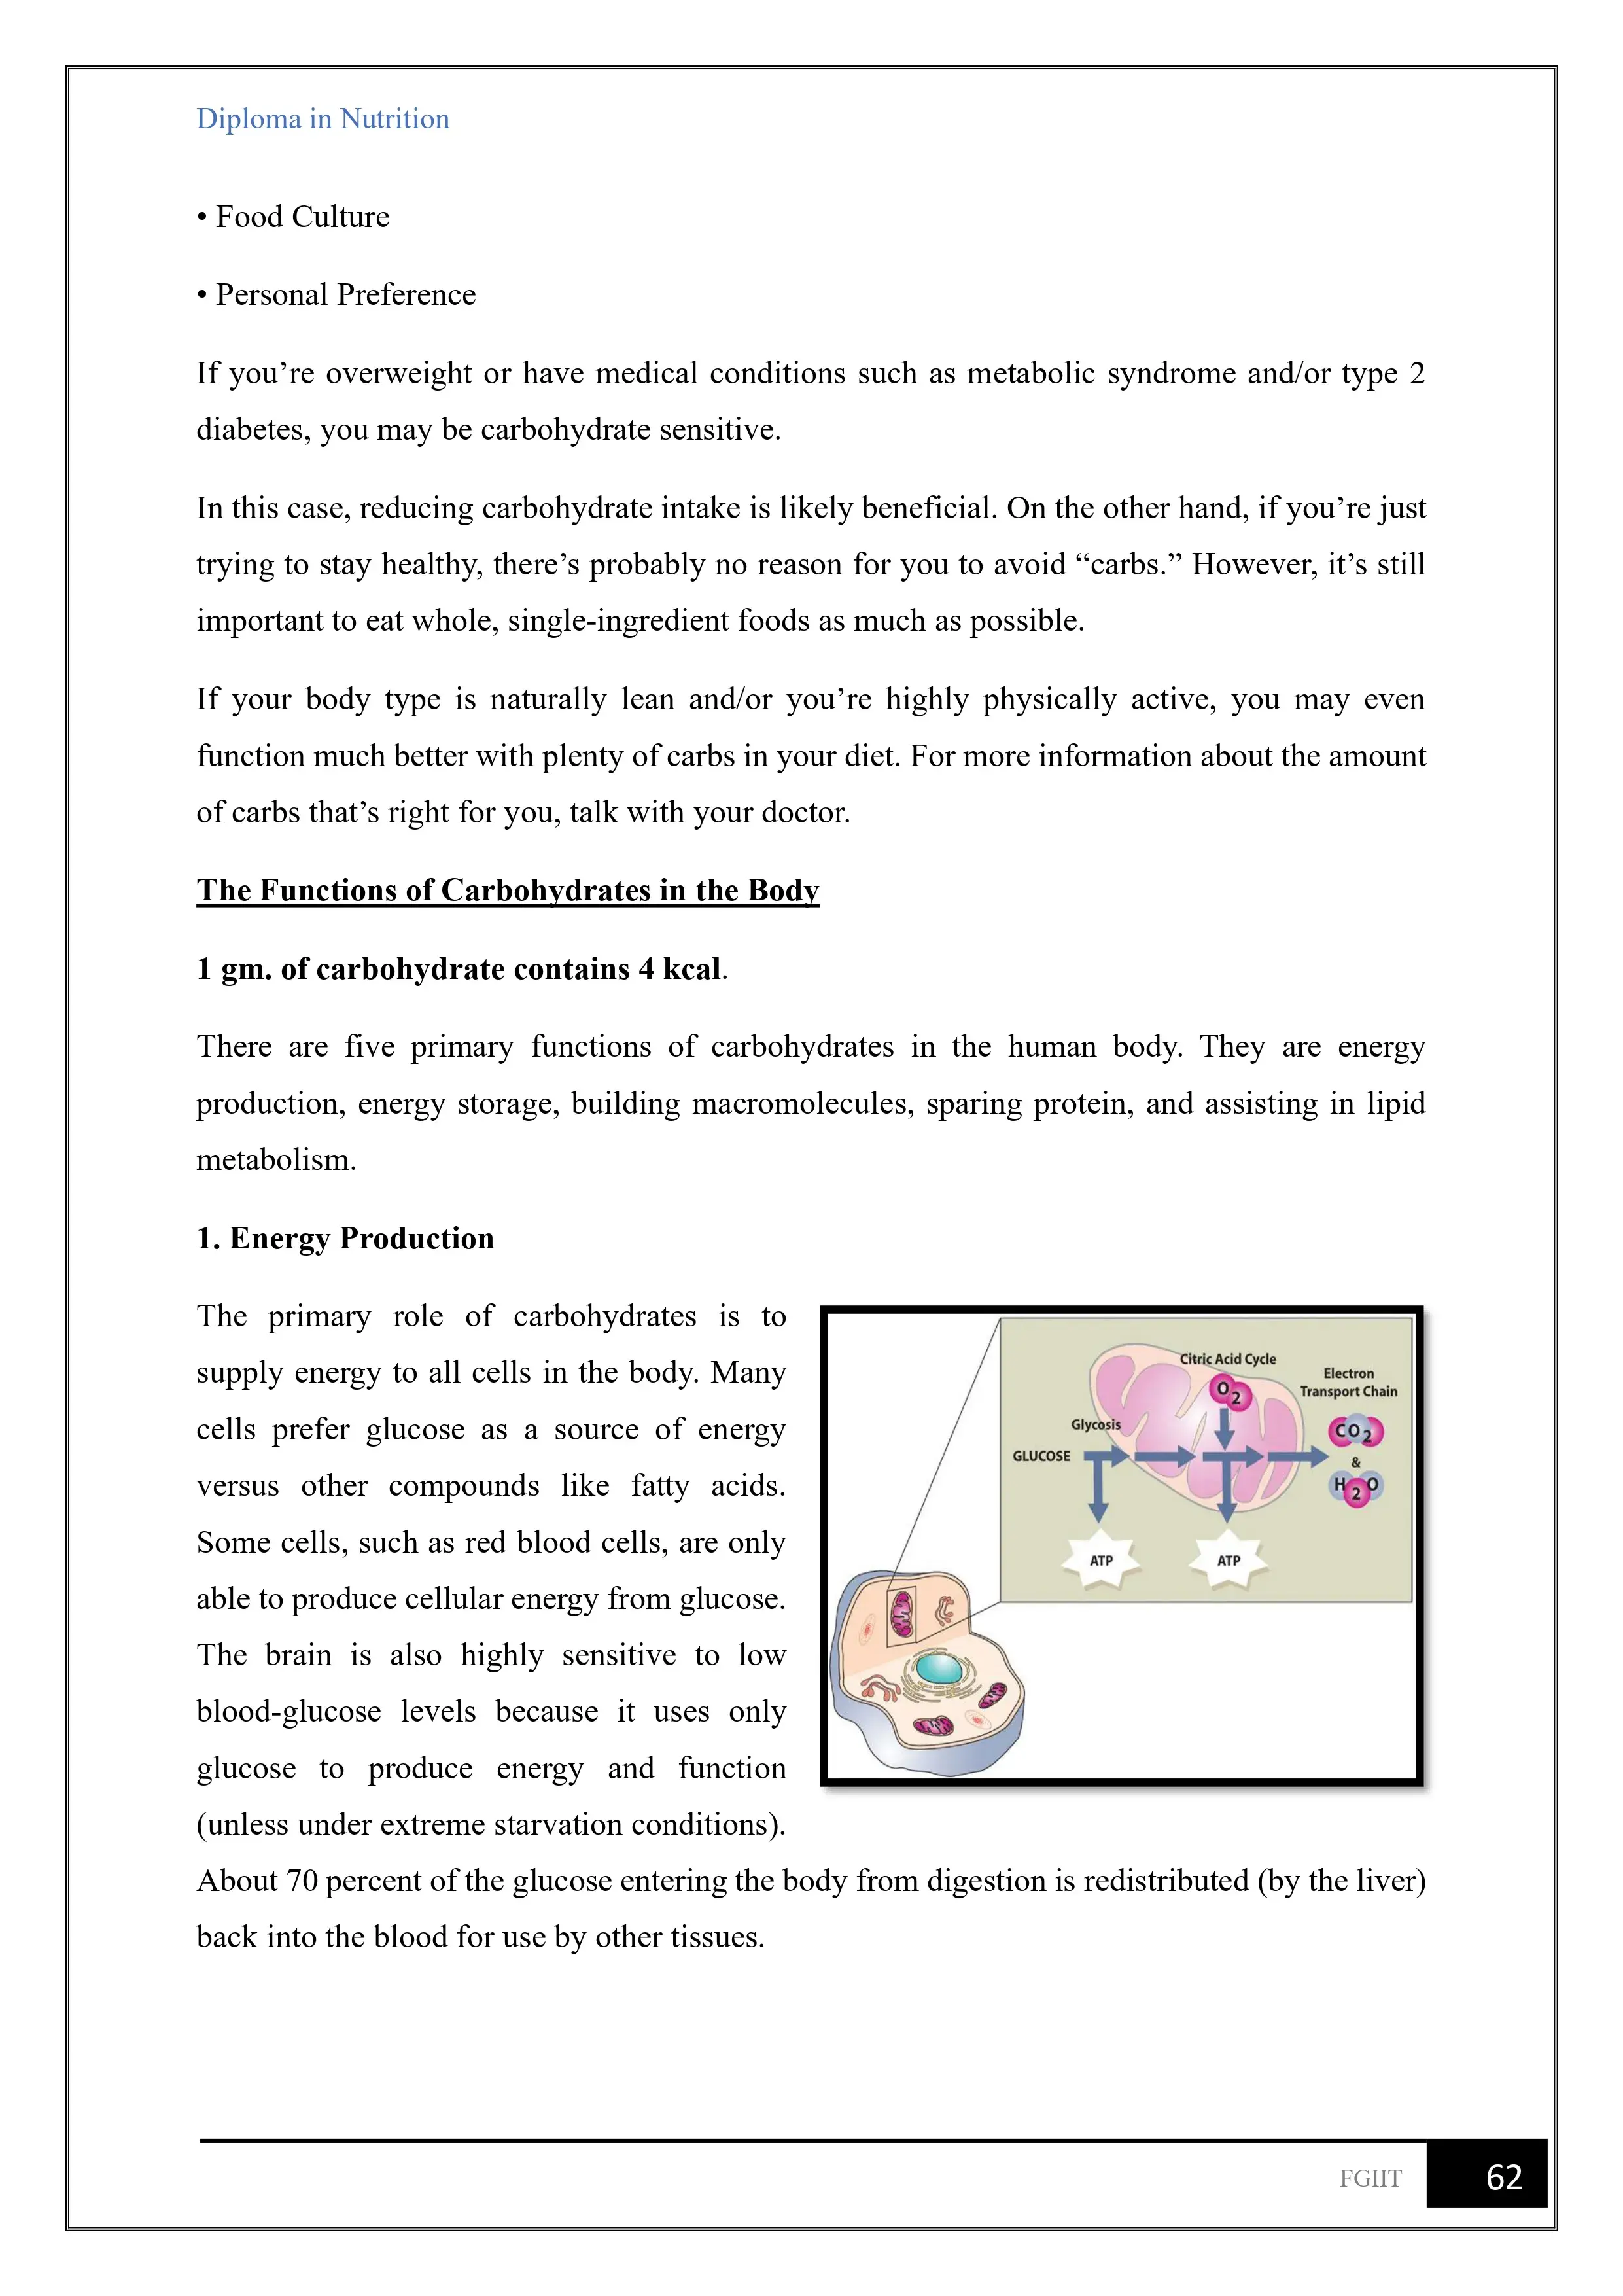 Diploma in Nutrition
• Food Culture
• Personal Preference
If you’re overweight or have medical conditions such as metabolic syndrome and/or type 2
diabetes, you may be carbohydrate sensitive.
In this case, reducing carbohydrate intake is likely beneficial. On the other hand, if you’re just
trying to stay healthy, there’s probably no reason for you to avoid “carbs.” However, it’s still
important to eat whole, single-ingredient foods as much as possible.
If your body type is naturally lean and/or you’re highly physically active, you may even
function much better with plenty of carbs in your diet. For more information about the amount
of carbs that’s right for you, talk with your doctor.
The Functions of Carbohydrates in the Body
1 gm. of carbohydrate contains 4 kcal.
There are five primary functions of carbohydrates in the human body. They are energy
production, energy storage, building macromolecules, sparing protein, and assisting in lipid
metabolism.
1. Energy Production
The primary role of carbohydrates is to
supply energy to all cells in the body. Many
cells prefer glucose as a source of energy
versus other compounds like fatty acids.
Some cells, such as red blood cells, are only
able to produce cellular energy from glucose.
The brain is also highly sensitive to low
blood-glucose levels because it uses only
glucose to produce energy and function
(unless under extreme starvation conditions).
About 70 percent of the glucose entering the body from digestion is redistributed (by the liver)
back into the blood for use by other tissues.
Citric Acid Cycle
O2
Electron
Transport Chain
Glycosis
GLUCOSE
CO2
&
H2O
ATP
ATP
FGIIT
62